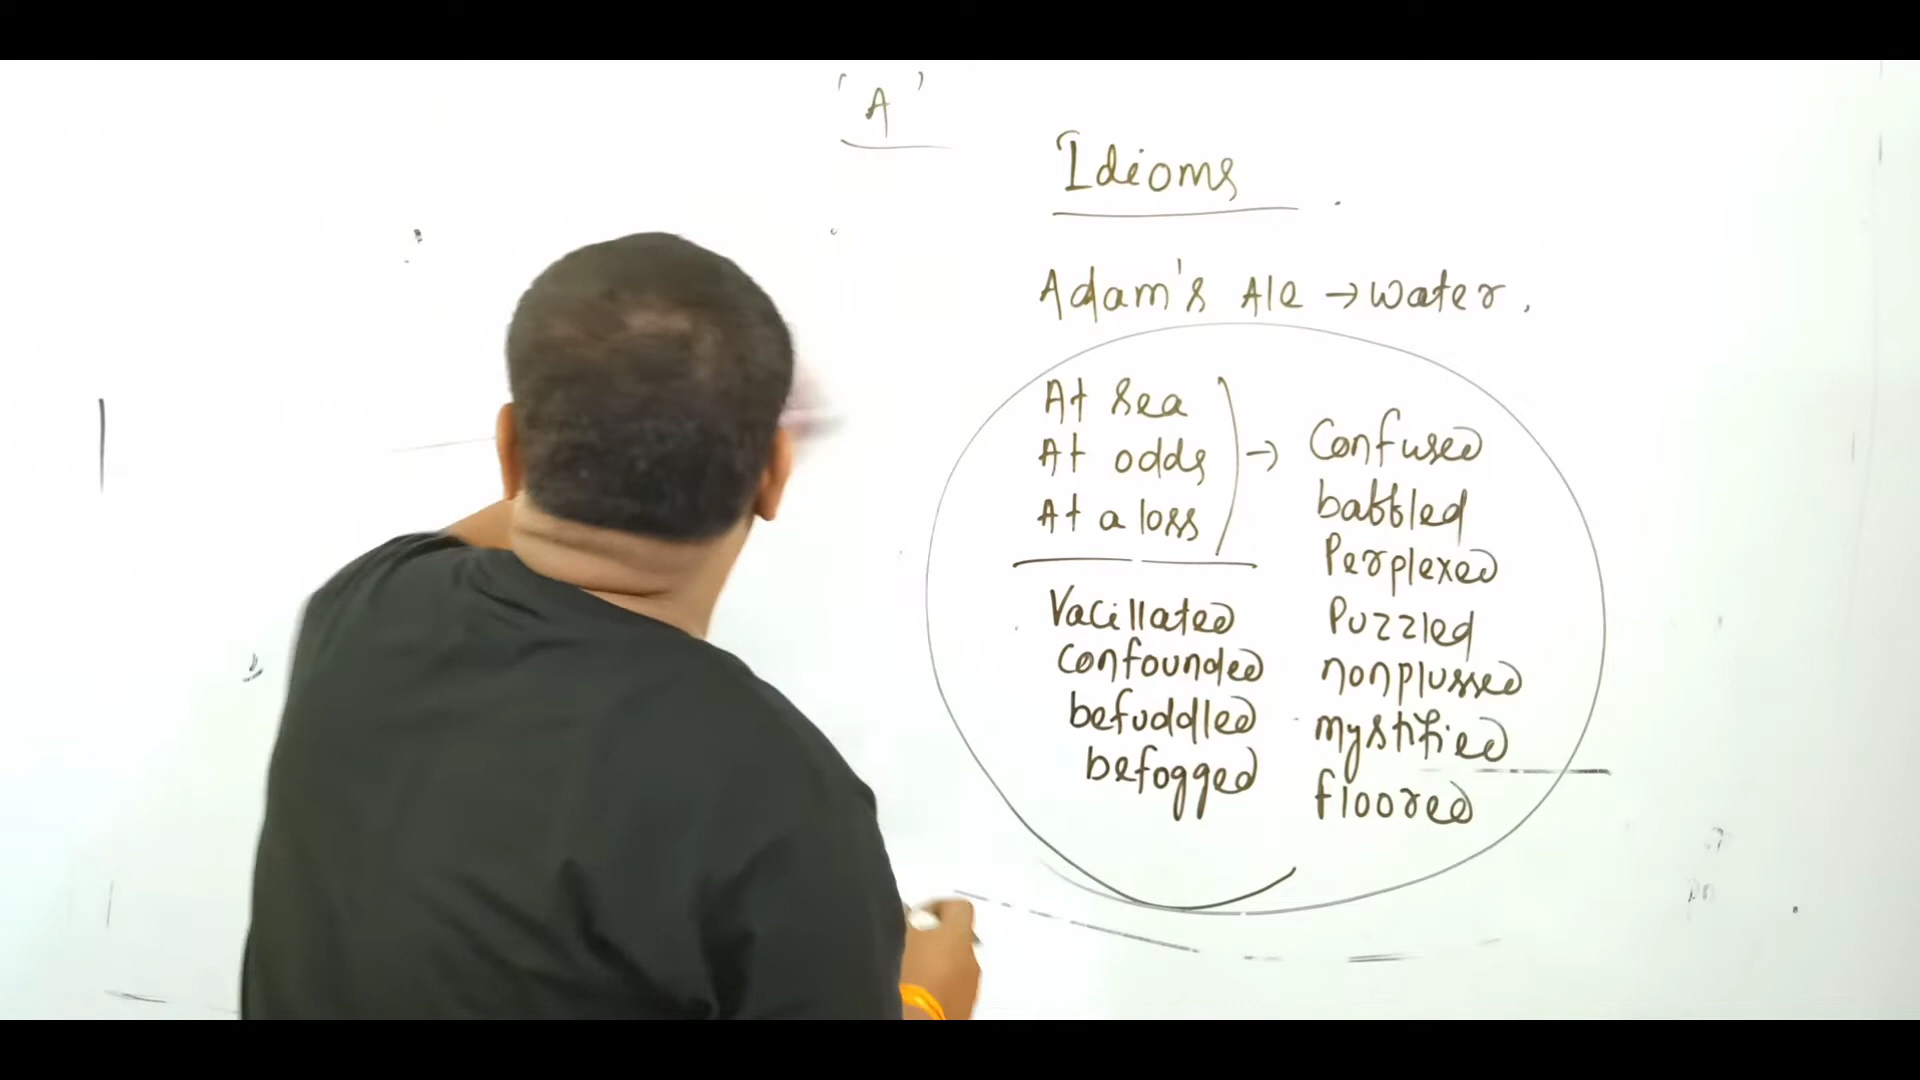 'A'
Idioms
Adam's Ale → water.
At sea
At odds
At a loss
→ Confused
baffled
Perplexed
Puzzled
nonplussed
mystified
floored
Vacillated
confounded
befuddled
befogged